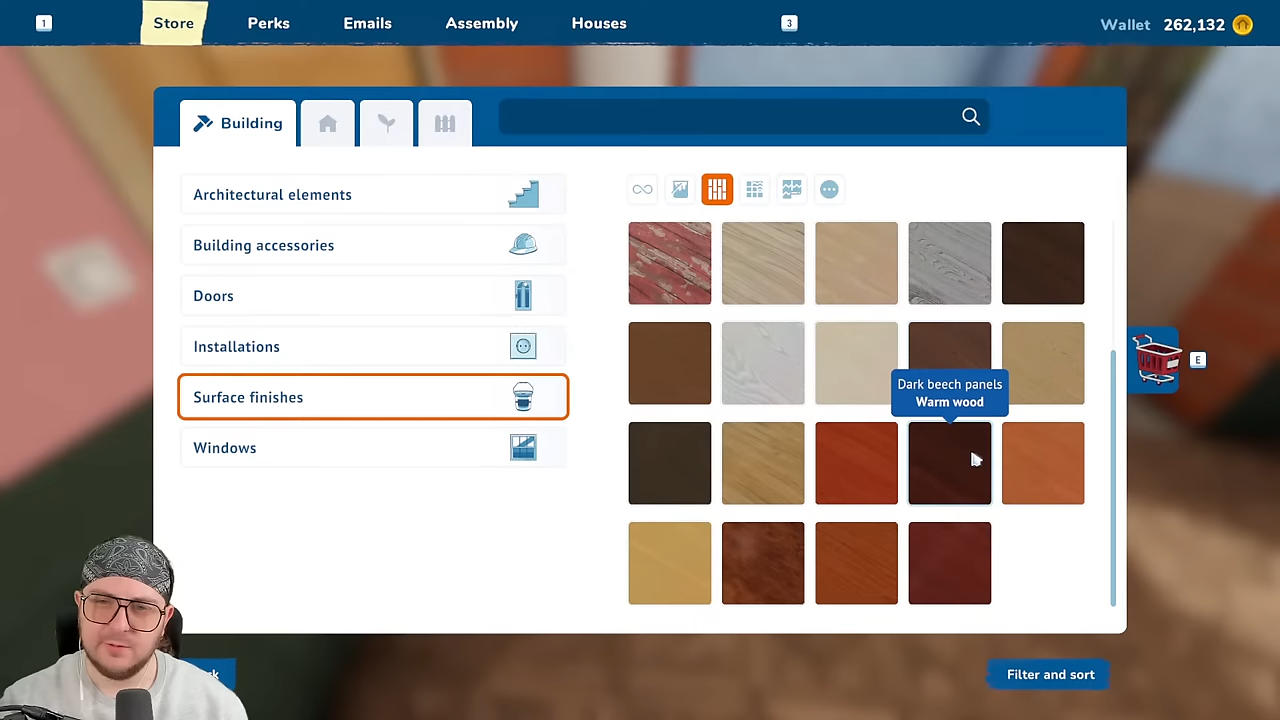 1
Store
Perks
Emails
Assembly
Houses
3
Wallet 262,132
Building
Architectural elements
Building accessories
Doors
Installations
Surface finishes
Windows
Dark beech panels
Warm wood
E
Filter and sort